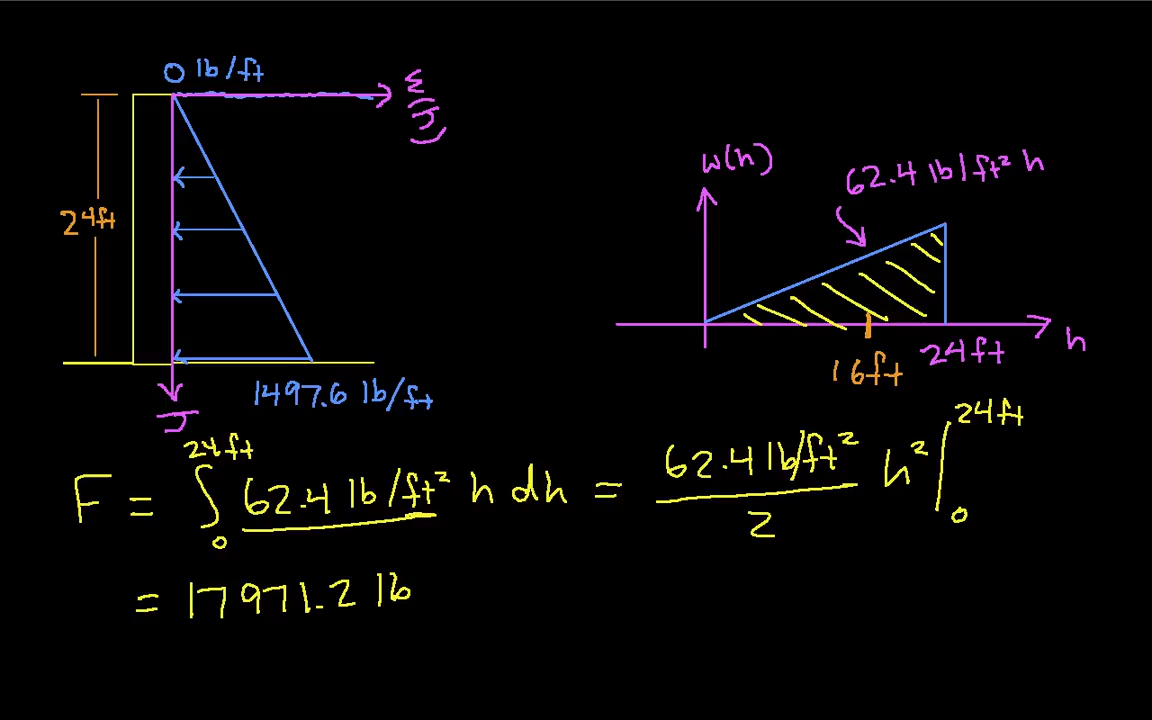 0 lb/ft
w(h)
24ft
1497.6 lb/ft
h
w(h)
62.4 lb/ft² h
16ft
24ft
h
F = ∫₀^24ft 62.4 lb/ft² h dh = 62.4 lb/ft² / 2 h² |₀^24ft
= 17971.2 lb